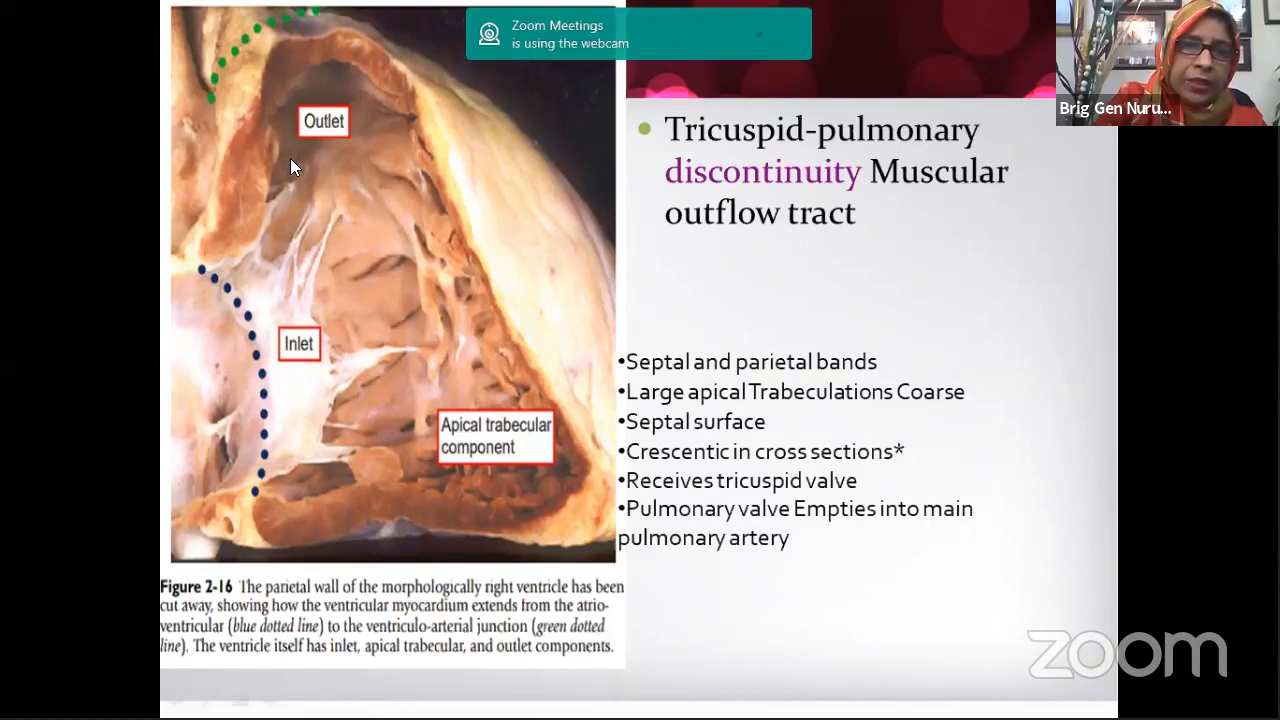 Zoom Meetings
is using the webcam
Brig Gen Nuru...
Outlet
Inlet
Apical trabecular
component
Figure 2-16 The parietal wall of the morphologically right ventricle has been
cut away, showing how the ventricular myocardium extends from the atrio-
ventricular (blue dotted line) to the ventriculo-arterial junction (green dotted
line). The ventricle itself has inlet, apical trabecular, and outlet components.
• Tricuspid-pulmonary
discontinuity Muscular
outflow tract
•Septal and parietal bands
•Large apical Trabeculations Coarse
•Septal surface
•Crescentic in cross sections*
•Receives tricuspid valve
•Pulmonary valve Empties into main
pulmonary artery
zoom